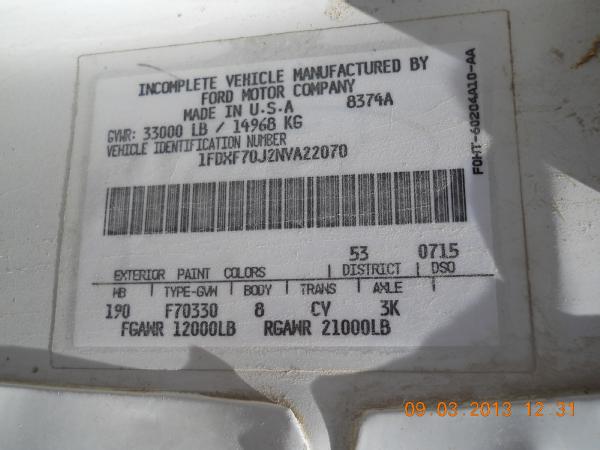 INCOMPLETE VEHICLE MANUFACTURED BY
FORD MOTOR COMPANY
MADE IN U.S.A 8374A
GVWR: 33000 LB / 14968 KG
VEHICLE IDENTIFICATION NUMBER
1FDXF70J2NVA22070
53 0715
EXTERIOR PAINT COLORS DISTRICT DSO
WB TYPE-GVW BODY TRANS AXLE
190 F70330 8 CV 3K
FGAWR 12000LB RGAWR 21000LB
F0HT-60204A10-AA
09.03.2013 12:31